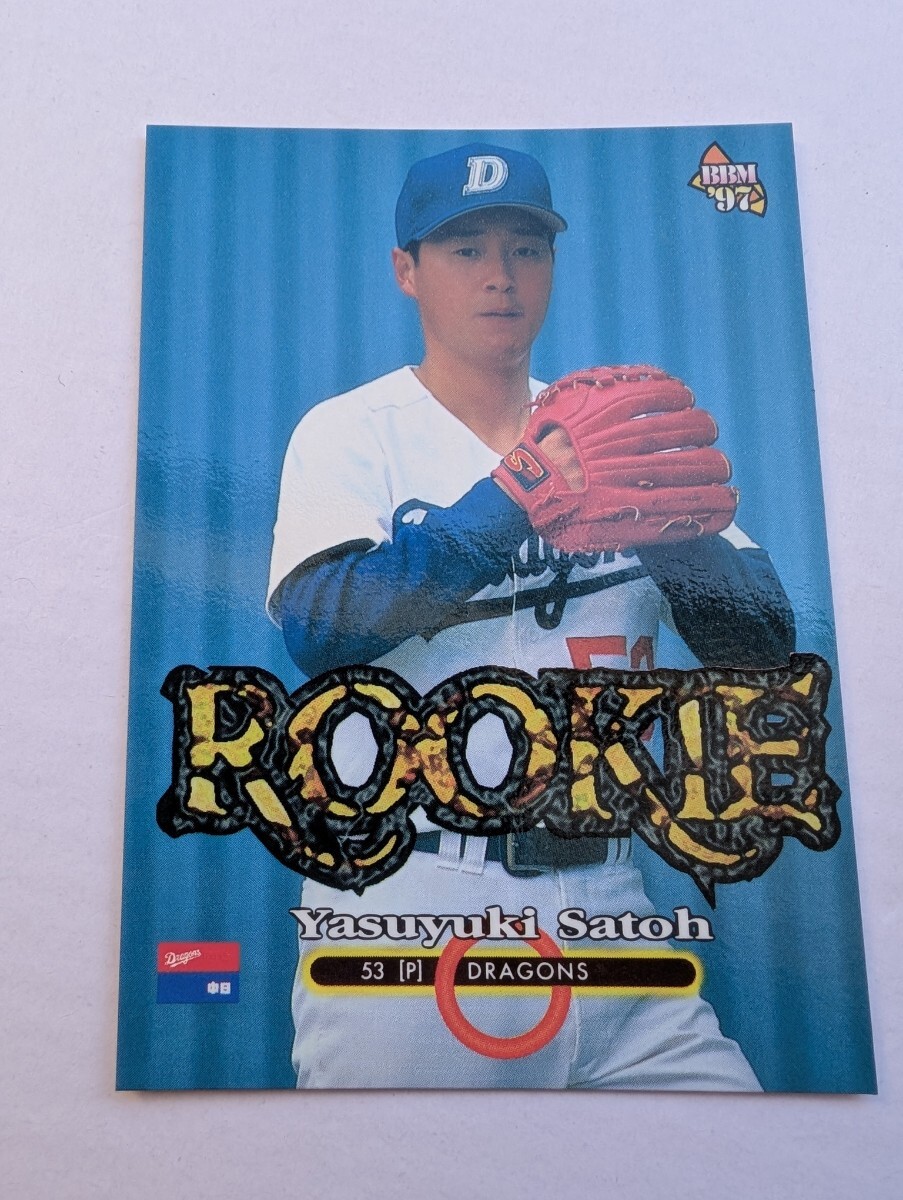 D
BBM
'97
S
ROOKIE
Yasuyuki Satoh
53 [P] DRAGONS
Dragons
中日